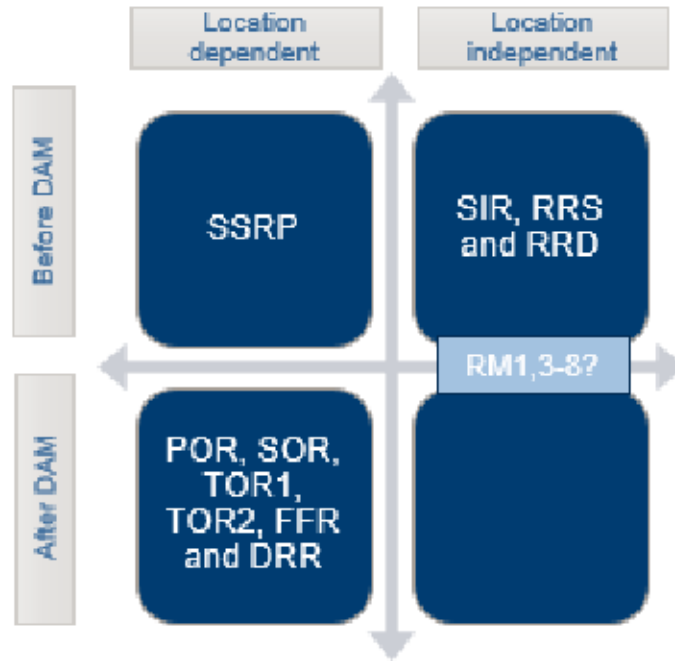 Location
dependent
Location
independent
Before DAM
SSRP
SIR, RRS
and RRD
RM1,3-8?
After DAM
POR, SOR,
TOR1,
TOR2, FFR
and DRR